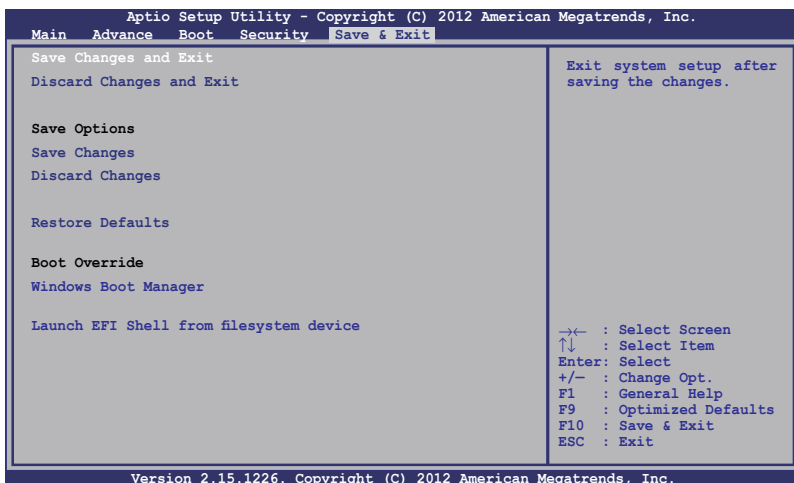 Aptio Setup Utility - Copyright (C) 2012 American Megatrends, Inc.
Main Advance Boot Security Save & Exit
Save Changes and Exit
Discard Changes and Exit
Save Options
Save Changes
Discard Changes
Restore Defaults
Boot Override
Windows Boot Manager
Launch EFI Shell from filesystem device
Exit system setup after
saving the changes.
→← : Select Screen
↑↓ : Select Item
Enter: Select
+/— : Change Opt.
F1 : General Help
F9 : Optimized Defaults
F10 : Save & Exit
ESC : Exit
Version 2.15.1226. Copyright (C) 2012 American Megatrends, Inc.